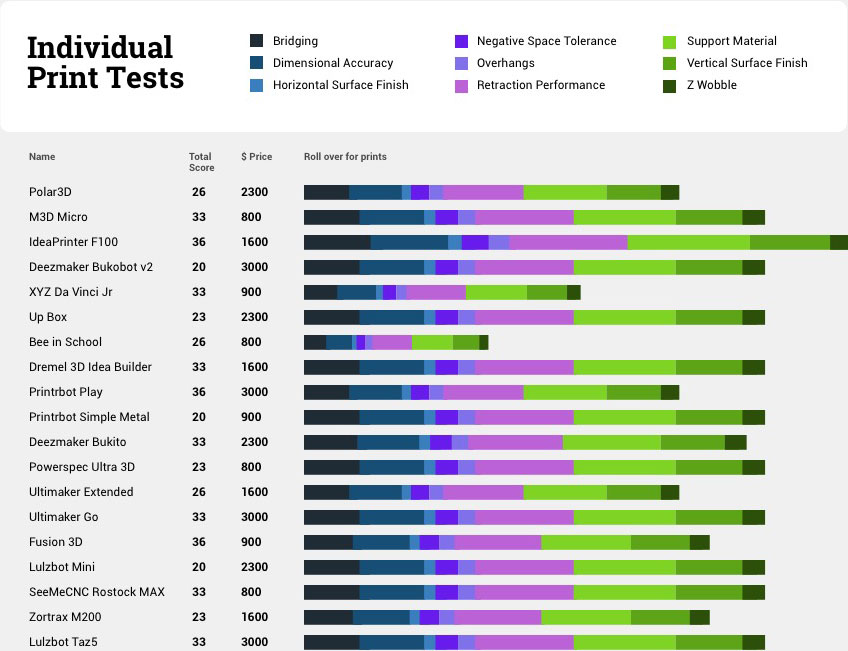 Individual
Print Tests
Bridging
Dimensional Accuracy
Horizontal Surface Finish
Negative Space Tolerance
Overhangs
Retraction Performance
Support Material
Vertical Surface Finish
Z Wobble
Name Total Score $ Price Roll over for prints
Polar3D 26 2300
M3D Micro 33 800
IdeaPrinter F100 36 1600
Deezmaker Bukobot v2 20 3000
XYZ Da Vinci Jr 33 900
Up Box 23 2300
Bee in School 26 800
Dremel 3D Idea Builder 33 1600
Printrbot Play 36 3000
Printrbot Simple Metal 20 900
Deezmaker Bukito 33 2300
Powerspec Ultra 3D 23 800
Ultimaker Extended 26 1600
Ultimaker Go 33 3000
Fusion 3D 36 900
Lulzbot Mini 20 2300
SeeMeCNC Rostock MAX 33 800
Zortrax M200 23 1600
Lulzbot Taz5 33 3000